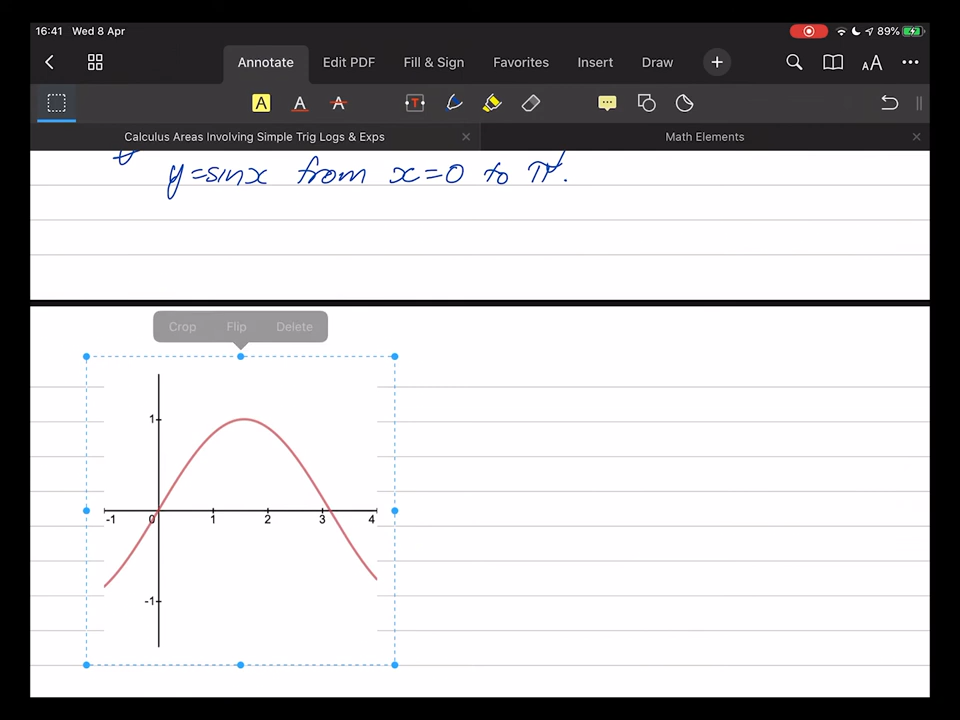 16:41 Wed 8 Apr 89%
Annotate Edit PDF Fill & Sign Favorites Insert Draw
A A A T
Calculus Areas Involving Simple Trig Logs & Exps
Math Elements
y=sinx from x=0 to π.
Crop Flip Delete
1
-1 0 1 2 3 4
-1